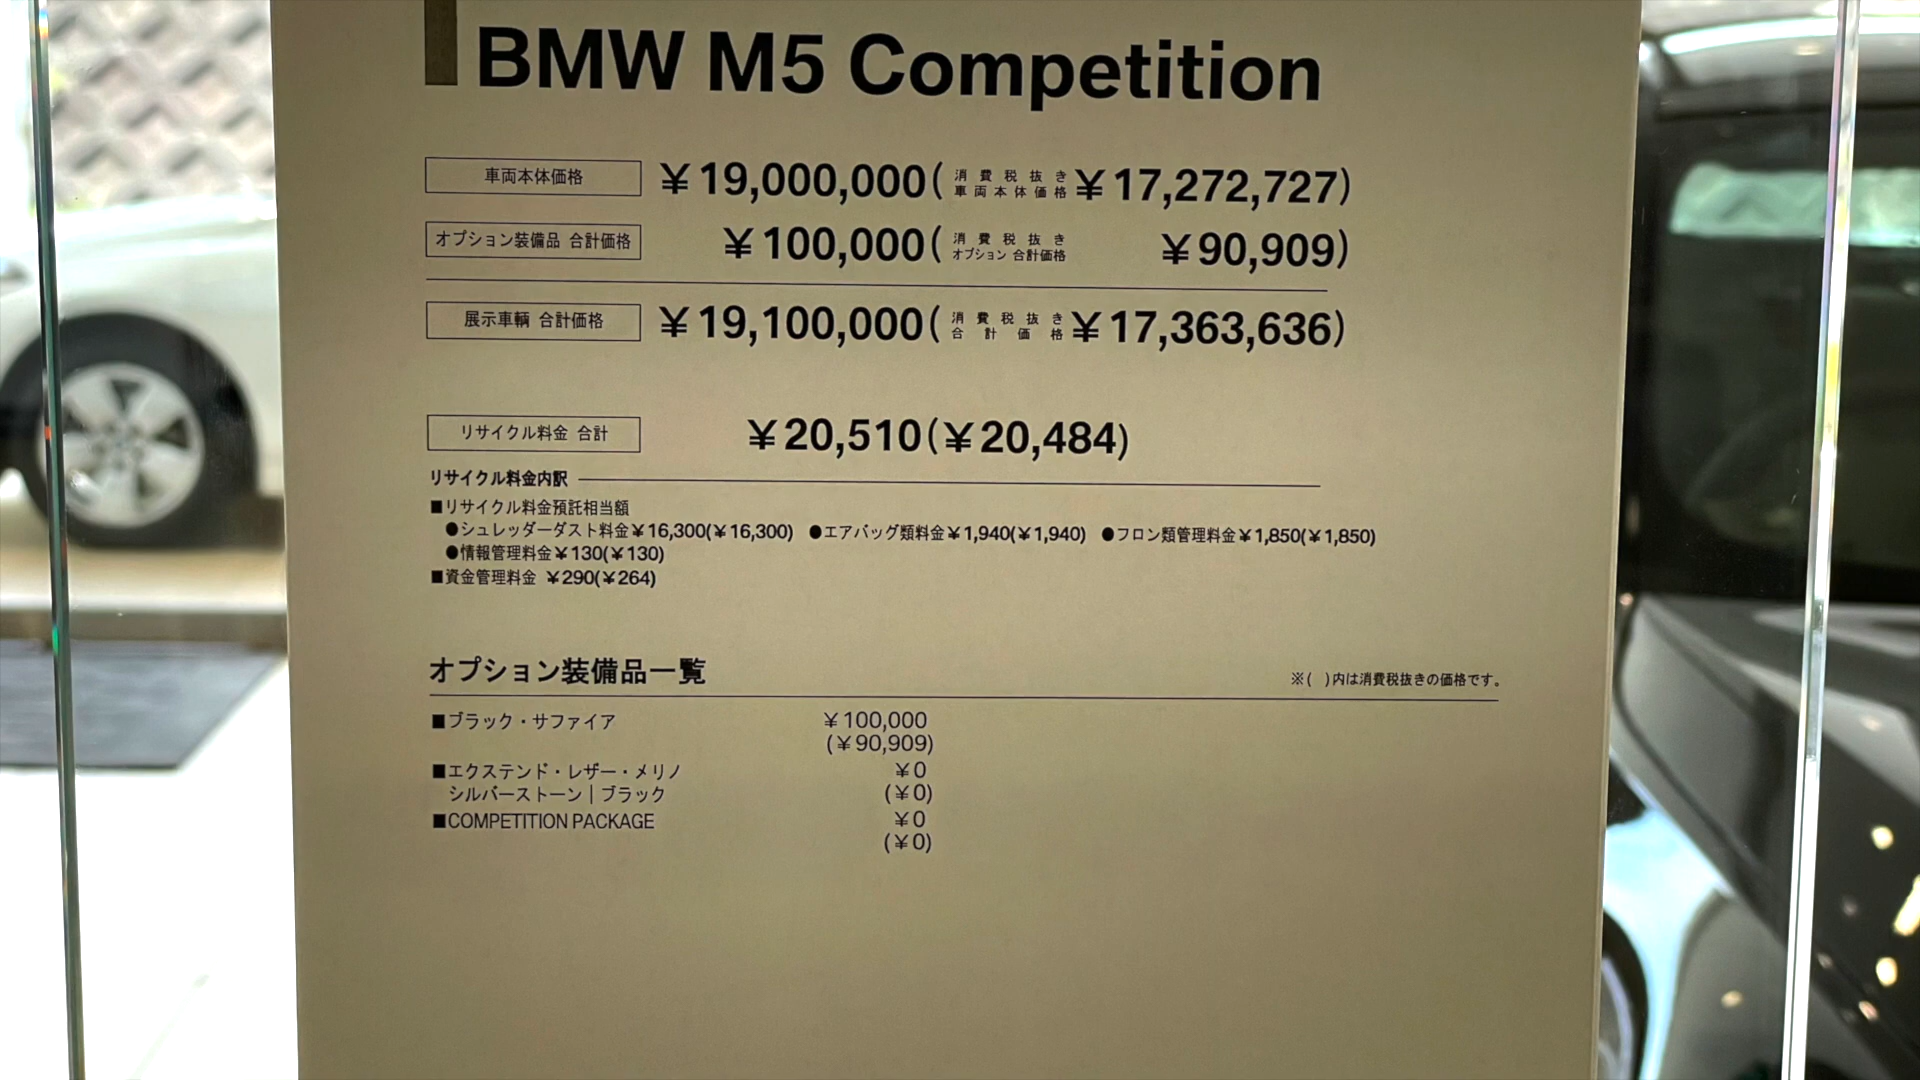 BMW M5 Competition
車両本体価格 ¥19,000,000(消費税抜き車両本体価格 ¥17,272,727)
オプション装備品 合計価格 ¥100,000(消費税抜きオプション合計価格 ¥90,909)
展示車輌 合計価格 ¥19,100,000(消費税抜き合計価格 ¥17,363,636)
リサイクル料金 合計 ¥20,510(¥20,484)
リサイクル料金内訳
■リサイクル料金預託相当額
●シュレッダーダスト料金¥16,300(¥16,300) ●エアバッグ類料金¥1,940(¥1,940) ●フロン類管理料金¥1,850(¥1,850)
●情報管理料金¥130(¥130)
■資金管理料金 ¥290(¥264)
オプション装備品一覧
※( )内は消費税抜きの価格です。
■ブラック・サファイア ¥100,000
(¥90,909)
■エクステンド・レザー・メリノ ¥0
シルバーストーン|ブラック (¥0)
■COMPETITION PACKAGE ¥0
(¥0)